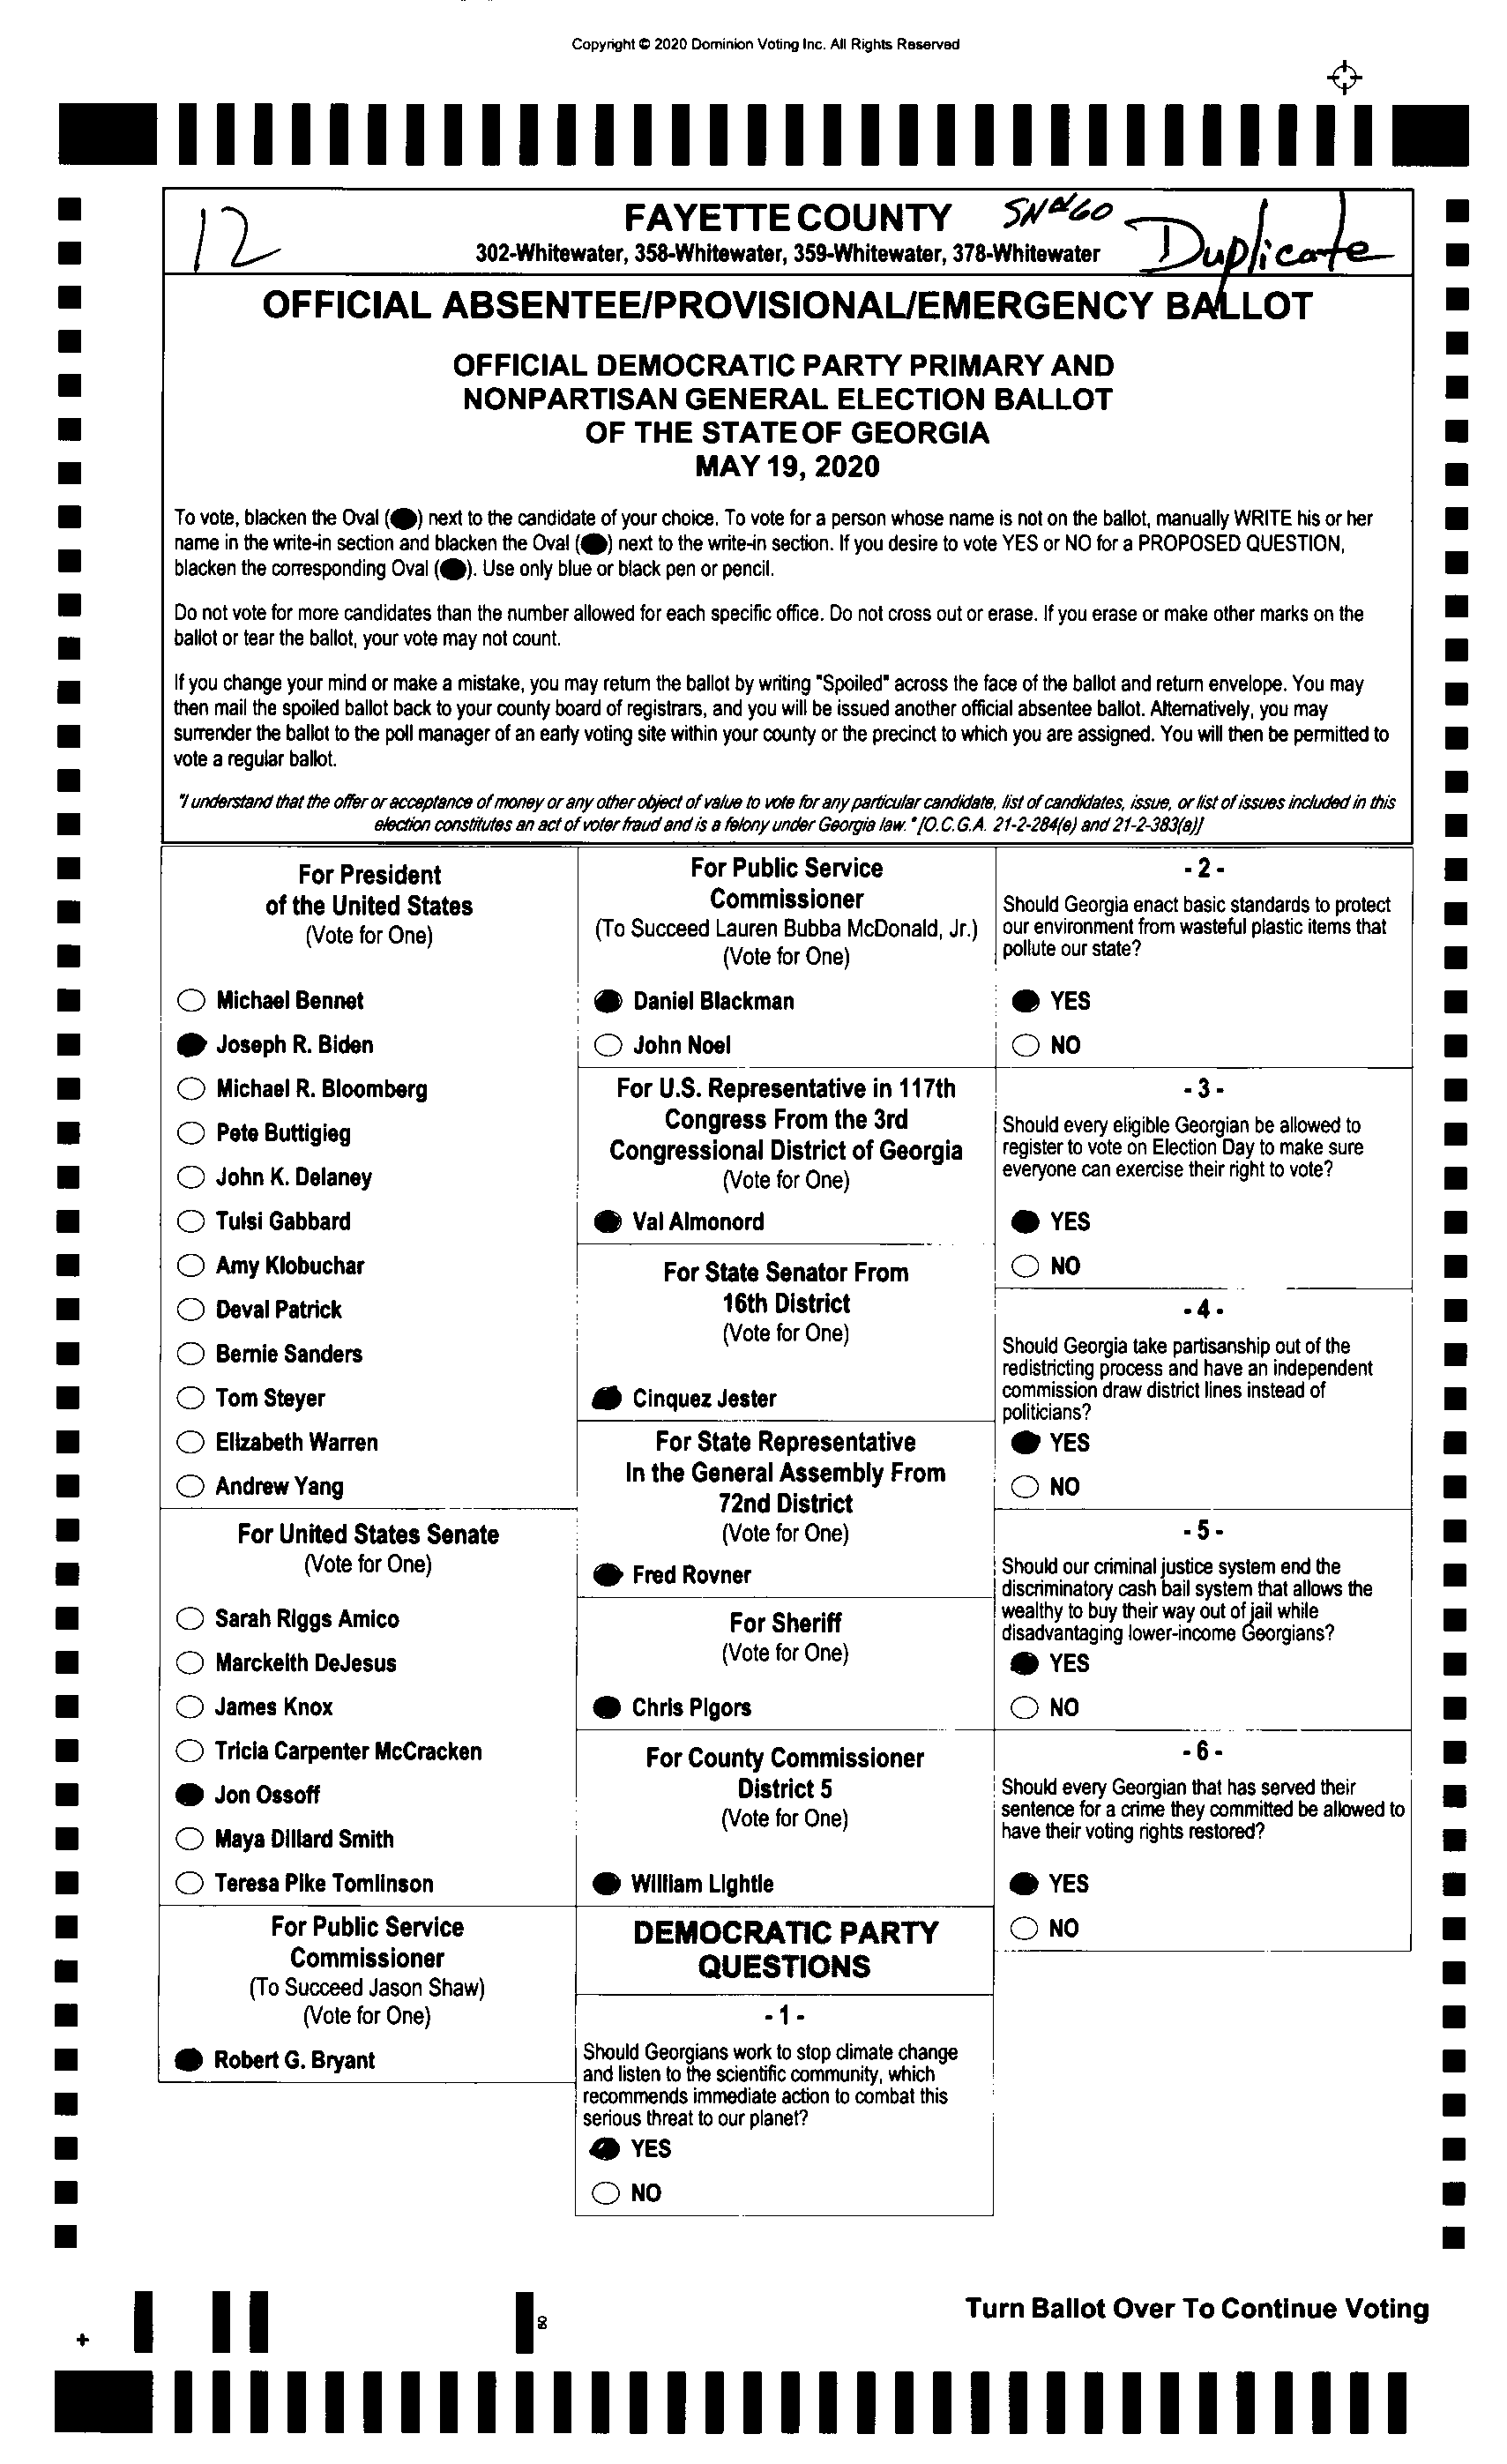 Copyright © 2020 Dominion Voting Inc. All Rights Reserved
12
FAYETTE COUNTY
302-Whitewater, 358-Whitewater, 359-Whitewater, 378-Whitewater
Duplicate
OFFICIAL ABSENTEE/PROVISIONAL/EMERGENCY BALLOT
OFFICIAL DEMOCRATIC PARTY PRIMARY AND
NONPARTISAN GENERAL ELECTION BALLOT
OF THE STATE OF GEORGIA
MAY 19, 2020
To vote, blacken the Oval ( ) next to the candidate of your choice. To vote for a person whose name is not on the ballot, manually WRITE his or her
name in the write-in section and blacken the Oval ( ) next to the write-in section. If you desire to vote YES or NO for a PROPOSED QUESTION,
blacken the corresponding Oval ( ). Use only blue or black pen or pencil.
Do not vote for more candidates than the number allowed for each specific office. Do not cross out or erase. If you erase or make other marks on the
ballot or tear the ballot, your vote may not count.
If you change your mind or make a mistake, you may return the ballot by writing "Spoiled" across the face of the ballot and return envelope. You may
then mail the spoiled ballot back to your county board of registrars, and you will be issued another official absentee ballot. Alternatively, you may
surrender the ballot to the poll manager of an early voting site within your county or the precinct to which you are assigned. You will then be permitted to
vote a regular ballot.
"I understand that the offer or acceptance of money or any other object of value to vote for any particular candidate, list of candidates, issue, or list of issues included in this
election constitutes an act of voter fraud and is a felony under Georgia law." [O.C.G.A. 21-2-284(e) and 21-2-383(a)]
For President
of the United States
(Vote for One)
Michael Bennet
Joseph R. Biden
Michael R. Bloomberg
Pete Buttigieg
John K. Delaney
Tulsi Gabbard
Amy Klobuchar
Deval Patrick
Bernie Sanders
Tom Steyer
Elizabeth Warren
Andrew Yang
For United States Senate
(Vote for One)
Sarah Riggs Amico
Marckeith DeJesus
James Knox
Tricia Carpenter McCracken
Jon Ossoff
Maya Dillard Smith
Teresa Pike Tomlinson
For Public Service
Commissioner
(To Succeed Jason Shaw)
(Vote for One)
Robert G. Bryant
For Public Service
Commissioner
(To Succeed Lauren Bubba McDonald, Jr.)
(Vote for One)
Daniel Blackman
John Noel
For U.S. Representative in 117th
Congress From the 3rd
Congressional District of Georgia
(Vote for One)
Val Almonord
For State Senator From
16th District
(Vote for One)
Cinquez Jester
For State Representative
In the General Assembly From
72nd District
(Vote for One)
Fred Rovner
For Sheriff
(Vote for One)
Chris Pigors
For County Commissioner
District 5
(Vote for One)
William Lightle
DEMOCRATIC PARTY
QUESTIONS
- 1 -
Should Georgians work to stop climate change
and listen to the scientific community, which
recommends immediate action to combat this
serious threat to our planet?
YES
NO
- 2 -
Should Georgia enact basic standards to protect
our environment from wasteful plastic items that
pollute our state?
YES
NO
- 3 -
Should every eligible Georgian be allowed to
register to vote on Election Day to make sure
everyone can exercise their right to vote?
YES
NO
- 4 -
Should Georgia take partisanship out of the
redistricting process and have an independent
commission draw district lines instead of
politicians?
YES
NO
- 5 -
Should our criminal justice system end the
discriminatory cash bail system that allows the
wealthy to buy their way out of jail while
disadvantaging lower-income Georgians?
YES
NO
- 6 -
Should every Georgian that has served their
sentence for a crime they committed be allowed to
have their voting rights restored?
YES
NO
Turn Ballot Over To Continue Voting